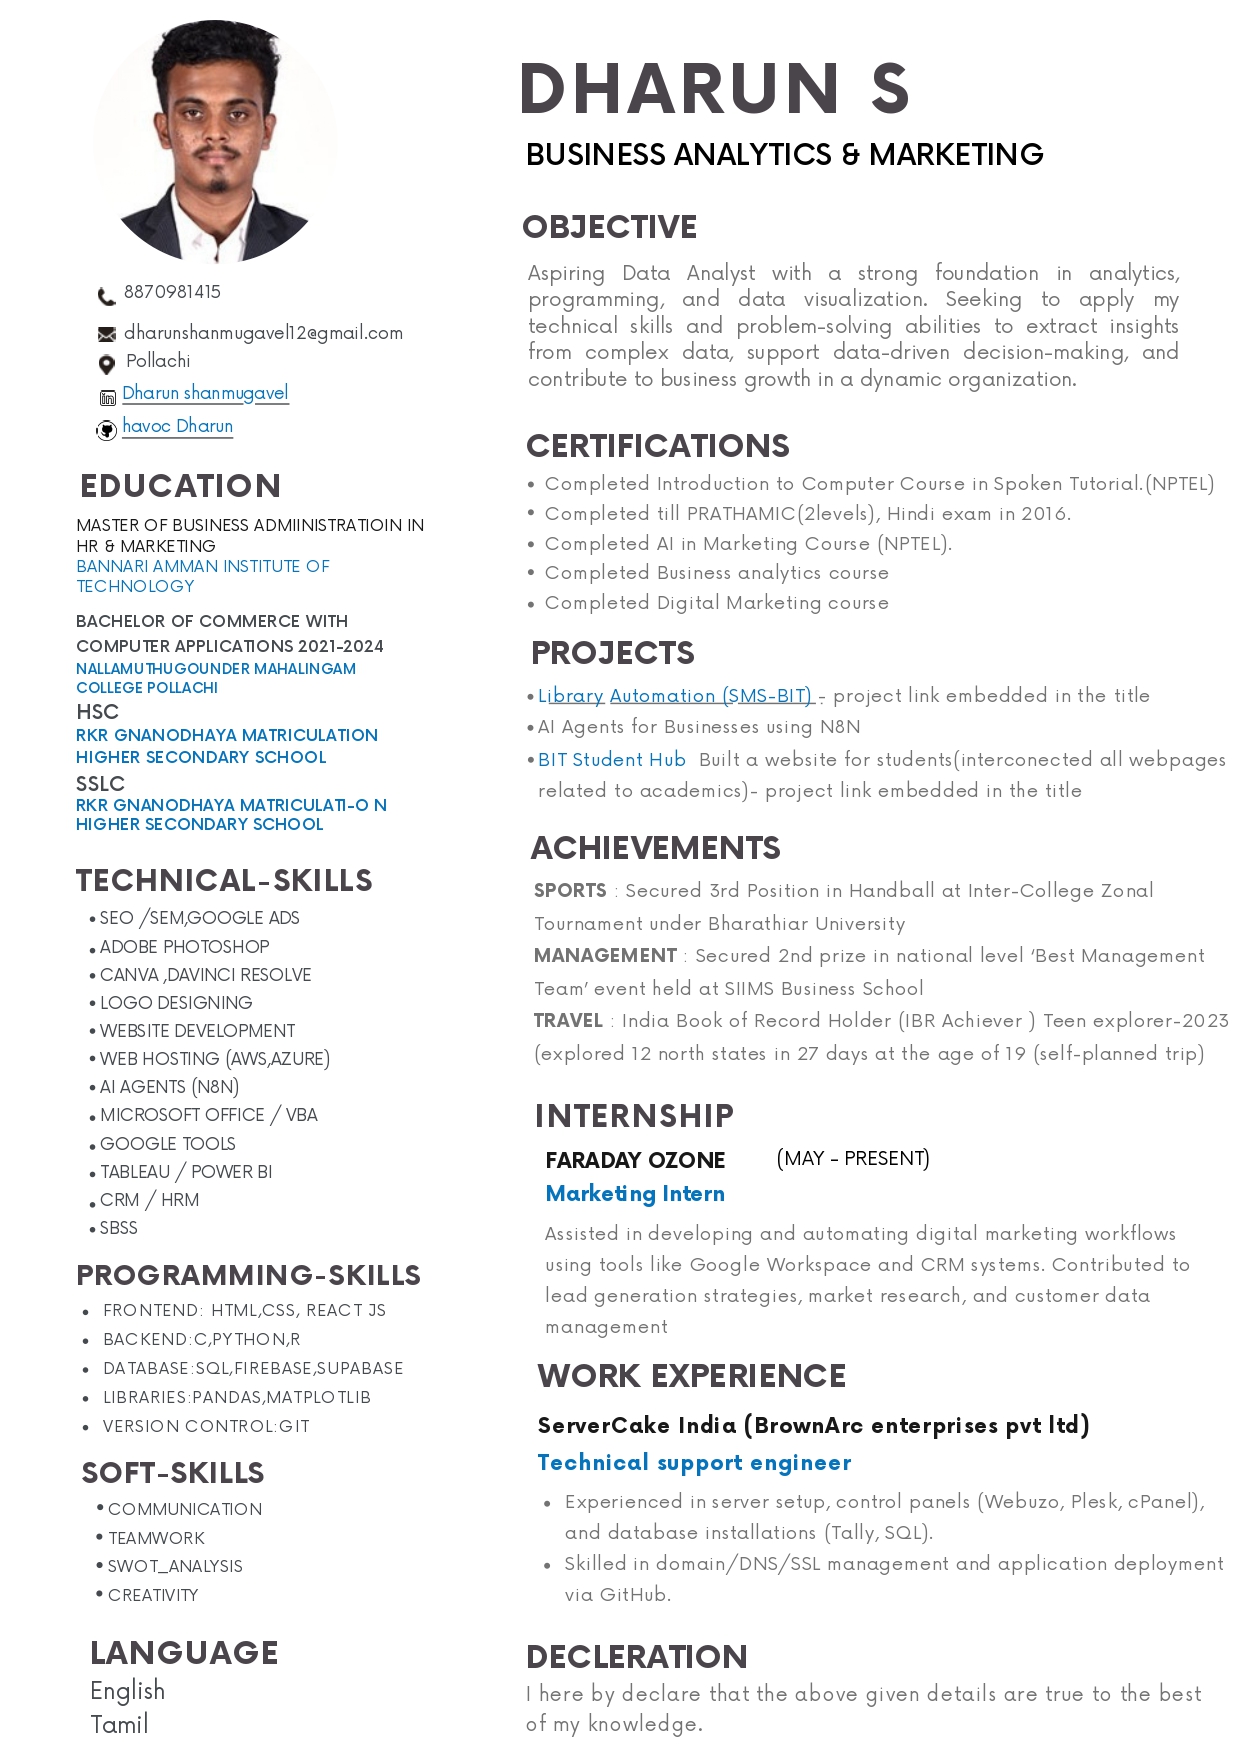 8870981415
dharunshanmugavel12@gmail.com
Pollachi
Dharun shanmugavel
havoc Dharun
EDUCATION
MASTER OF BUSINESS ADMIINISTRATIOIN IN
HR & MARKETING
BANNARI AMMAN INSTITUTE OF
TECHNOLOGY
BACHELOR OF COMMERCE WITH
COMPUTER APPLICATIONS 2021-2024
NALLAMUTHUGOUNDER MAHALINGAM
COLLEGE POLLACHI
HSC
RKR GNANODHAYA MATRICULATION
HIGHER SECONDARY SCHOOL
SSLC
RKR GNANODHAYA MATRICULATI-O N
HIGHER SECONDARY SCHOOL
TECHNICAL-SKILLS
• SEO /SEM,GOOGLE ADS
• ADOBE PHOTOSHOP
• CANVA ,DAVINCI RESOLVE
• LOGO DESIGNING
• WEBSITE DEVELOPMENT
• WEB HOSTING (AWS,AZURE)
• AI AGENTS (N8N)
• MICROSOFT OFFICE / VBA
• GOOGLE TOOLS
• TABLEAU / POWER BI
• CRM / HRM
• SBSS
PROGRAMMING-SKILLS
• FRONTEND: HTML,CSS, REACT JS
• BACKEND:C,PYTHON,R
• DATABASE:SQL,FIREBASE,SUPABASE
• LIBRARIES:PANDAS,MATPLOTLIB
• VERSION CONTROL:GIT
SOFT-SKILLS
• COMMUNICATION
• TEAMWORK
• SWOT_ANALYSIS
• CREATIVITY
LANGUAGE
English
Tamil
DHARUN S
BUSINESS ANALYTICS & MARKETING
OBJECTIVE
Aspiring Data Analyst with a strong foundation in analytics,
programming, and data visualization. Seeking to apply my
technical skills and problem-solving abilities to extract insights
from complex data, support data-driven decision-making, and
contribute to business growth in a dynamic organization.
CERTIFICATIONS
• Completed Introduction to Computer Course in Spoken Tutorial.(NPTEL)
• Completed till PRATHAMIC(2levels), Hindi exam in 2016.
• Completed AI in Marketing Course (NPTEL).
• Completed Business analytics course
• Completed Digital Marketing course
PROJECTS
• Library Automation (SMS-BIT) - project link embedded in the title
• AI Agents for Businesses using N8N
• BIT Student Hub Built a website for students(interconected all webpages
related to academics)- project link embedded in the title
ACHIEVEMENTS
SPORTS : Secured 3rd Position in Handball at Inter-College Zonal
Tournament under Bharathiar University
MANAGEMENT : Secured 2nd prize in national level ‘Best Management
Team’ event held at SIIMS Business School
TRAVEL : India Book of Record Holder (IBR Achiever ) Teen explorer-2023
(explored 12 north states in 27 days at the age of 19 (self-planned trip)
INTERNSHIP
FARADAY OZONE (MAY - PRESENT)
Marketing Intern
Assisted in developing and automating digital marketing workflows
using tools like Google Workspace and CRM systems. Contributed to
lead generation strategies, market research, and customer data
management
WORK EXPERIENCE
ServerCake India (BrownArc enterprises pvt ltd)
Technical support engineer
• Experienced in server setup, control panels (Webuzo, Plesk, cPanel),
and database installations (Tally, SQL).
• Skilled in domain/DNS/SSL management and application deployment
via GitHub.
DECLERATION
I here by declare that the above given details are true to the best
of my knowledge.